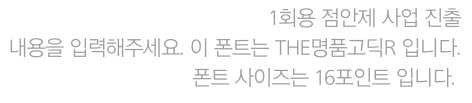 1회용 점안제 사업 진출
내용을 입력해주세요. 이 폰트는 THE명품고딕R 입니다.
폰트 사이즈는 16포인트 입니다.